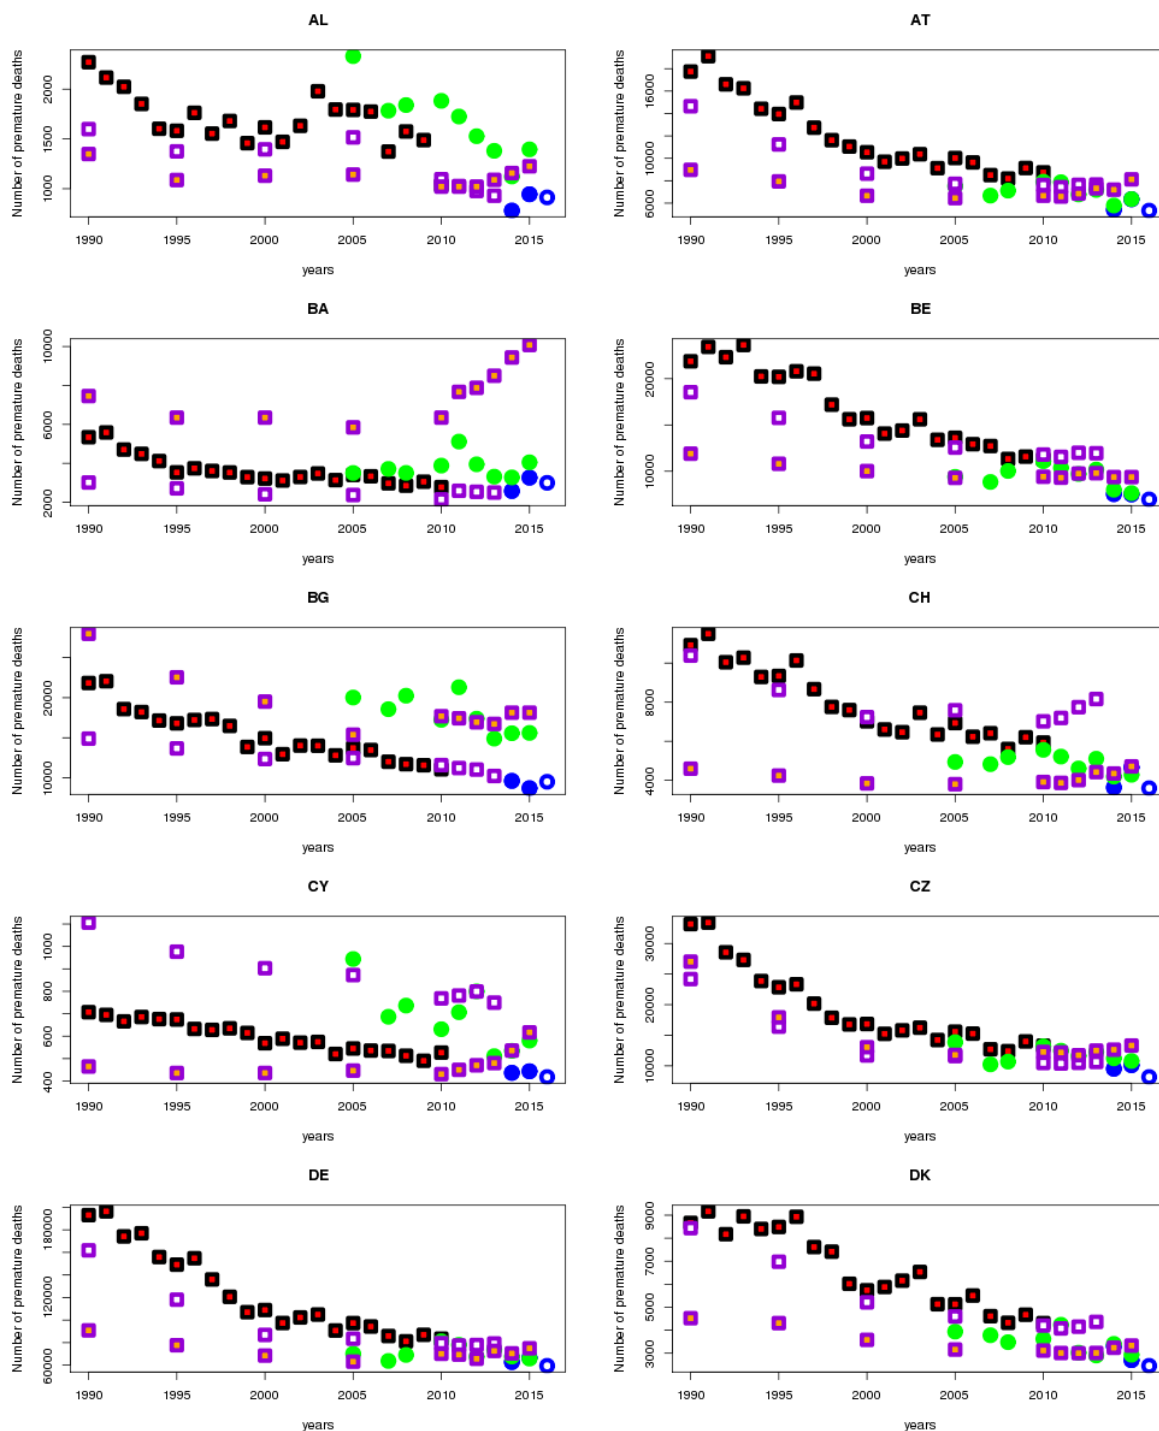 AL
Number of premature deaths
1000 1500 2000
1990 1995 2000 2005 2010 2015
years
AT
Number of premature deaths
6000 10000 16000
1990 1995 2000 2005 2010 2015
years
BA
Number of premature deaths
2000 6000 10000
1990 1995 2000 2005 2010 2015
years
BE
Number of premature deaths
10000 20000
1990 1995 2000 2005 2010 2015
years
BG
Number of premature deaths
10000 20000
1990 1995 2000 2005 2010 2015
years
CH
Number of premature deaths
4000 8000
1990 1995 2000 2005 2010 2015
years
CY
Number of premature deaths
400 600 800 1000
1990 1995 2000 2005 2010 2015
years
CZ
Number of premature deaths
10000 20000 30000
1990 1995 2000 2005 2010 2015
years
DE
Number of premature deaths
60000 120000 180000
1990 1995 2000 2005 2010 2015
years
DK
Number of premature deaths
3000 5000 7000 9000
1990 1995 2000 2005 2010 2015
years